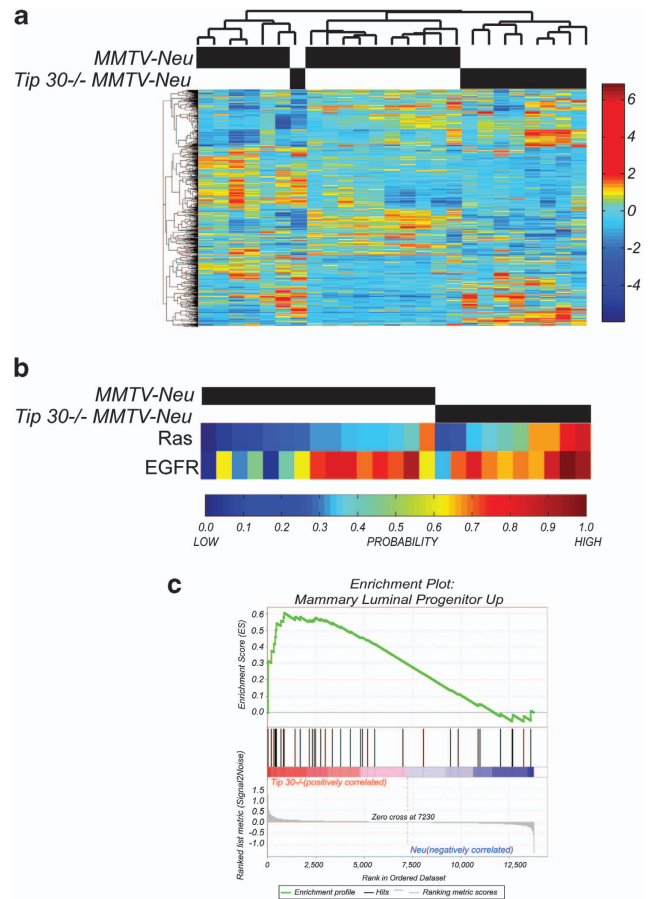 a
MMTV-Neu
Tip 30-/- MMTV-Neu
6
4
2
0
-2
-4
b
MMTV-Neu
Tip 30-/- MMTV-Neu
Ras
EGFR
0.0 0.1 0.2 0.3 0.4 0.5 0.6 0.7 0.8 0.9 1.0
LOW PROBABILITY HIGH
c
Enrichment Plot:
Mammary Luminal Progenitor Up
Enrichment Score (ES)
0.6
0.5
0.4
0.3
0.2
0.1
0.0
Ranked list metric (Signal2Noise)
Tip 30-/-(positively correlated)
1.5
1.0
0.5
0.0
-0.5
-1.0
Zero cross at 7230
Neu(negatively correlated)
0 2,500 5,000 7,500 10,000 12,500
Rank in Ordered Dataset
Enrichment profile Hits Ranking metric scores